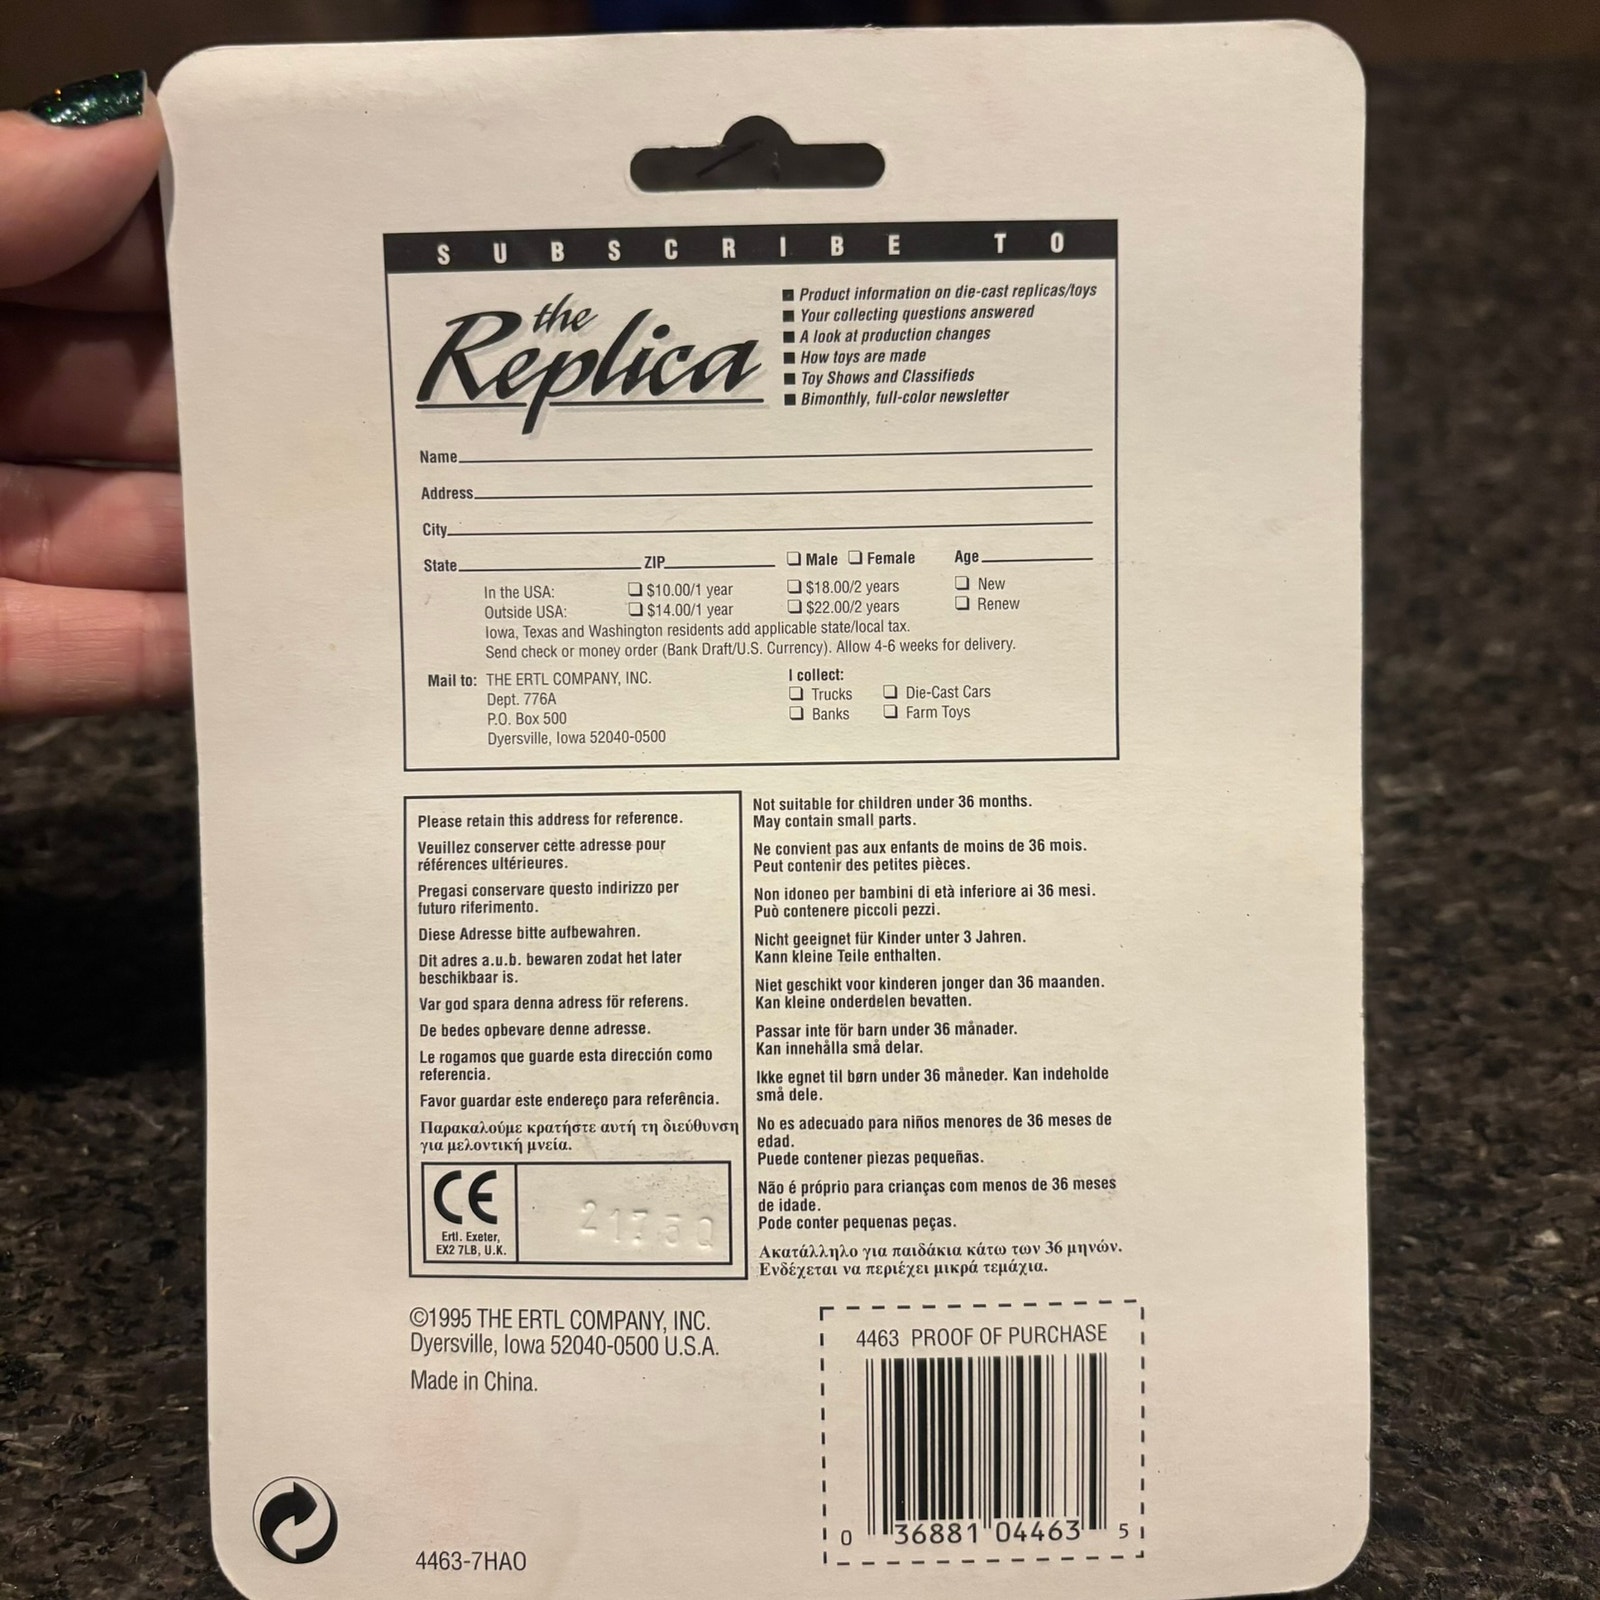 SUBSCRIBE TO
the
Replica
■ Product information on die-cast replicas/toys
■ Your collecting questions answered
■ A look at production changes
■ How toys are made
■ Toy Shows and Classifieds
■ Bimonthly, full-color newsletter
Name
Address
City
State ZIP ❑ Male ❑ Female Age
In the USA: ❑ $10.00/1 year ❑ $18.00/2 years ❑ New
Outside USA: ❑ $14.00/1 year ❑ $22.00/2 years ❑ Renew
Iowa, Texas and Washington residents add applicable state/local tax.
Send check or money order (Bank Draft/U.S. Currency). Allow 4-6 weeks for delivery.
Mail to: THE ERTL COMPANY, INC.
Dept. 776A
P.O. Box 500
Dyersville, Iowa 52040-0500
I collect:
❑ Trucks ❑ Die-Cast Cars
❑ Banks ❑ Farm Toys
Please retain this address for reference.
Veuillez conserver cette adresse pour
références ultérieures.
Pregasi conservare questo indirizzo per
futuro riferimento.
Diese Adresse bitte aufbewahren.
Dit adres a.u.b. bewaren zodat het later
beschikbaar is.
Var god spara denna adress för referens.
De bedes opbevare denne adresse.
Le rogamos que guarde esta dirección como
referencia.
Favor guardar este endereço para referência.
Παρακαλούμε κρατήστε αυτή τη διεύθυνση
για μελοντική μνεία.
CE
Ertl. Exeter,
EX2 7LB, U.K.
21750
Not suitable for children under 36 months.
May contain small parts.
Ne convient pas aux enfants de moins de 36 mois.
Peut contenir des petites pièces.
Non idoneo per bambini di età inferiore ai 36 mesi.
Può contenere piccoli pezzi.
Nicht geeignet für Kinder unter 3 Jahren.
Kann kleine Teile enthalten.
Niet geschikt voor kinderen jonger dan 36 maanden.
Kan kleine onderdelen bevatten.
Passar inte för barn under 36 månader.
Kan innehålla små delar.
Ikke egnet til børn under 36 måneder. Kan indeholde
små dele.
No es adecuado para niños menores de 36 meses de
edad.
Puede contener piezas pequeñas.
Não é próprio para crianças com menos de 36 meses
de idade.
Pode conter pequenas peças.
Ακατάλληλο για παιδάκια κάτω των 36 μηνών.
Ενδέχεται να περιέχει μικρά τεμάχια.
©1995 THE ERTL COMPANY, INC.
Dyersville, Iowa 52040-0500 U.S.A.
Made in China.
4463-7HAO
4463 PROOF OF PURCHASE
0 36881 04463 5